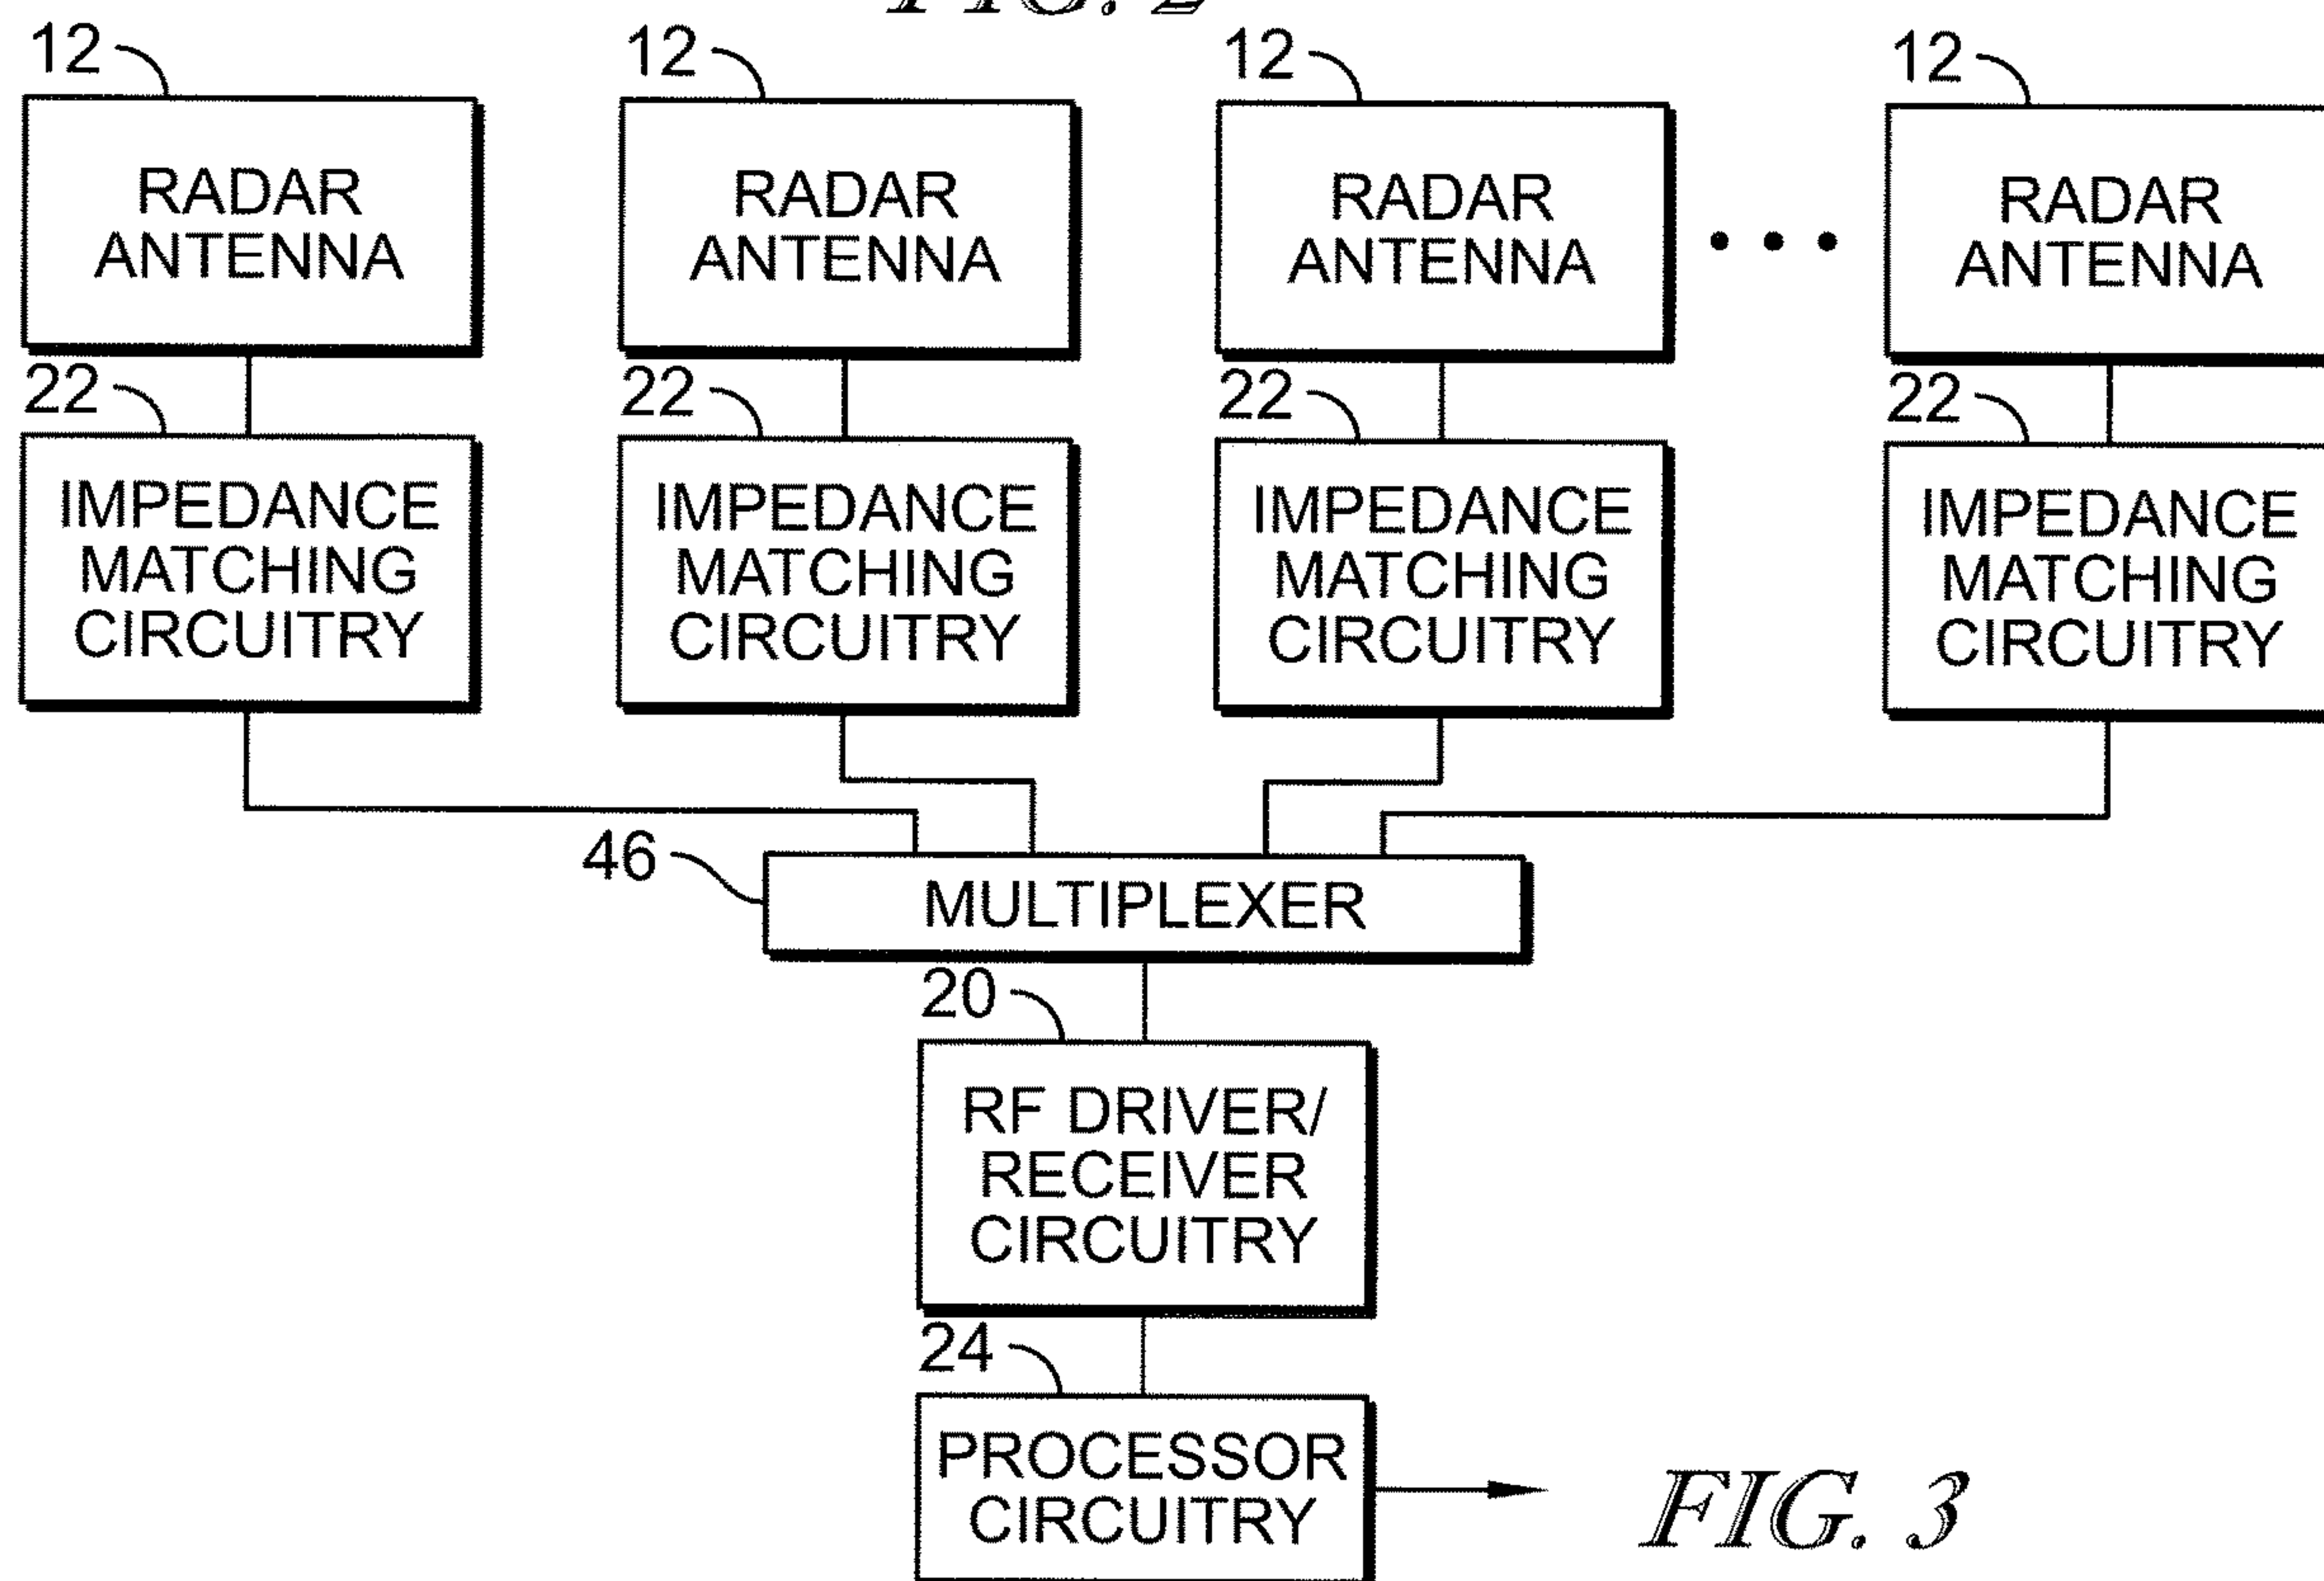 FIG. 2
12 12 12 12
RADAR RADAR RADAR RADAR
ANTENNA ANTENNA ANTENNA • • • ANTENNA
22 22 22 22
IMPEDANCE IMPEDANCE IMPEDANCE IMPEDANCE
MATCHING MATCHING MATCHING MATCHING
CIRCUITRY CIRCUITRY CIRCUITRY CIRCUITRY
46
MULTIPLEXER
20
RF DRIVER/
RECEIVER
CIRCUITRY
24
PROCESSOR
CIRCUITRY
FIG. 3